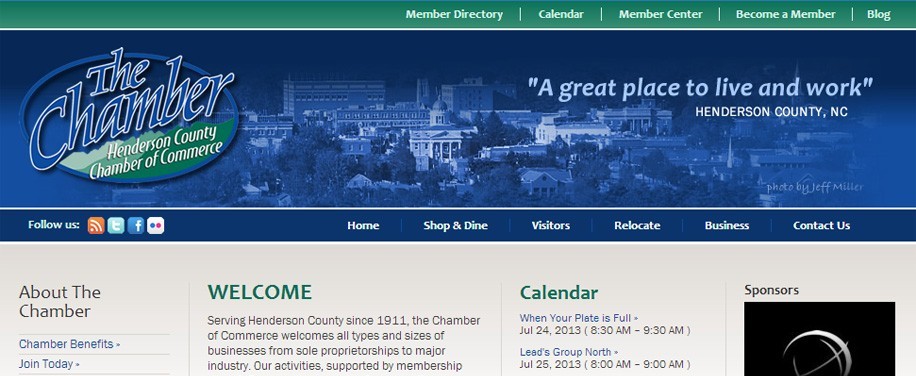 Member Directory
Calendar
Member Center
Become a Member
Blog
The
Chamber
Henderson County
Chamber of Commerce
"A great place to live and work"
HENDERSON COUNTY, NC
photo by Jeff Miller
Follow us:
Home
Shop & Dine
Visitors
Relocate
Business
Contact Us
About The
Chamber
Chamber Benefits »
Join Today »
WELCOME
Serving Henderson County since 1911, the Chamber
of Commerce welcomes all types and sizes of
businesses from sole proprietorships to major
industry. Our activities, supported by membership
Calendar
When Your Plate is Full »
Jul 24, 2013 ( 8:30 AM – 9:30 AM )
Lead's Group North »
Jul 25, 2013 ( 8:00 AM – 9:00 AM )
Sponsors